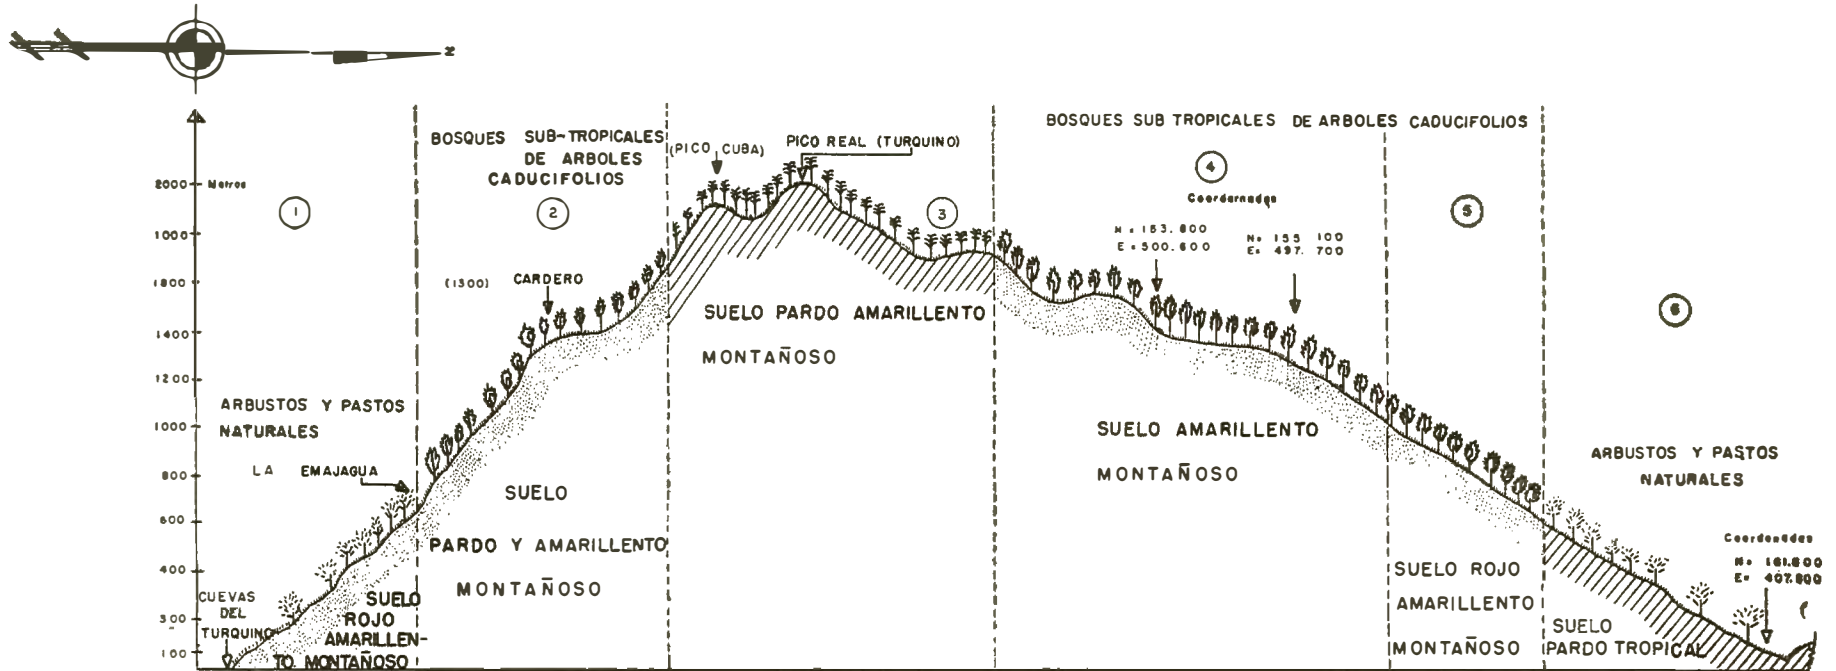 N
BOSQUES SUB-TROPICALES
DE ARBOLES
CADUCIFOLIOS
(PICO CUBA)
PICO REAL (TURQUINO)
BOSQUES SUB TROPICALES DE ARBOLES CADUCIFOLIOS
2000 Metros
1
2
3
4
5
6
Coordernadas
N = 153.800
E = 500.600
N= 155 100
E= 497. 700
1000
1800
1400
1200
1200
1000
800
600
400
300
100
(1300) CARDERO
ARBUSTOS Y PASTOS
NATURALES
LA EMAJAGUA
CUEVAS
DEL
TURQUINO
SUELO
ROJO
AMARILLEN-
TO MONTAÑOSO
SUELO
PARDO Y AMARILLENTO
MONTAÑOSO
SUELO PARDO AMARILLENTO
MONTAÑOSO
SUELO AMARILLENTO
MONTAÑOSO
SUELO ROJO
AMARILLENTO
MONTAÑOSO
ARBUSTOS Y PASTOS
NATURALES
Coordenadas
N= 161.800
E= 407.800
SUELO
PARDO TROPICAL